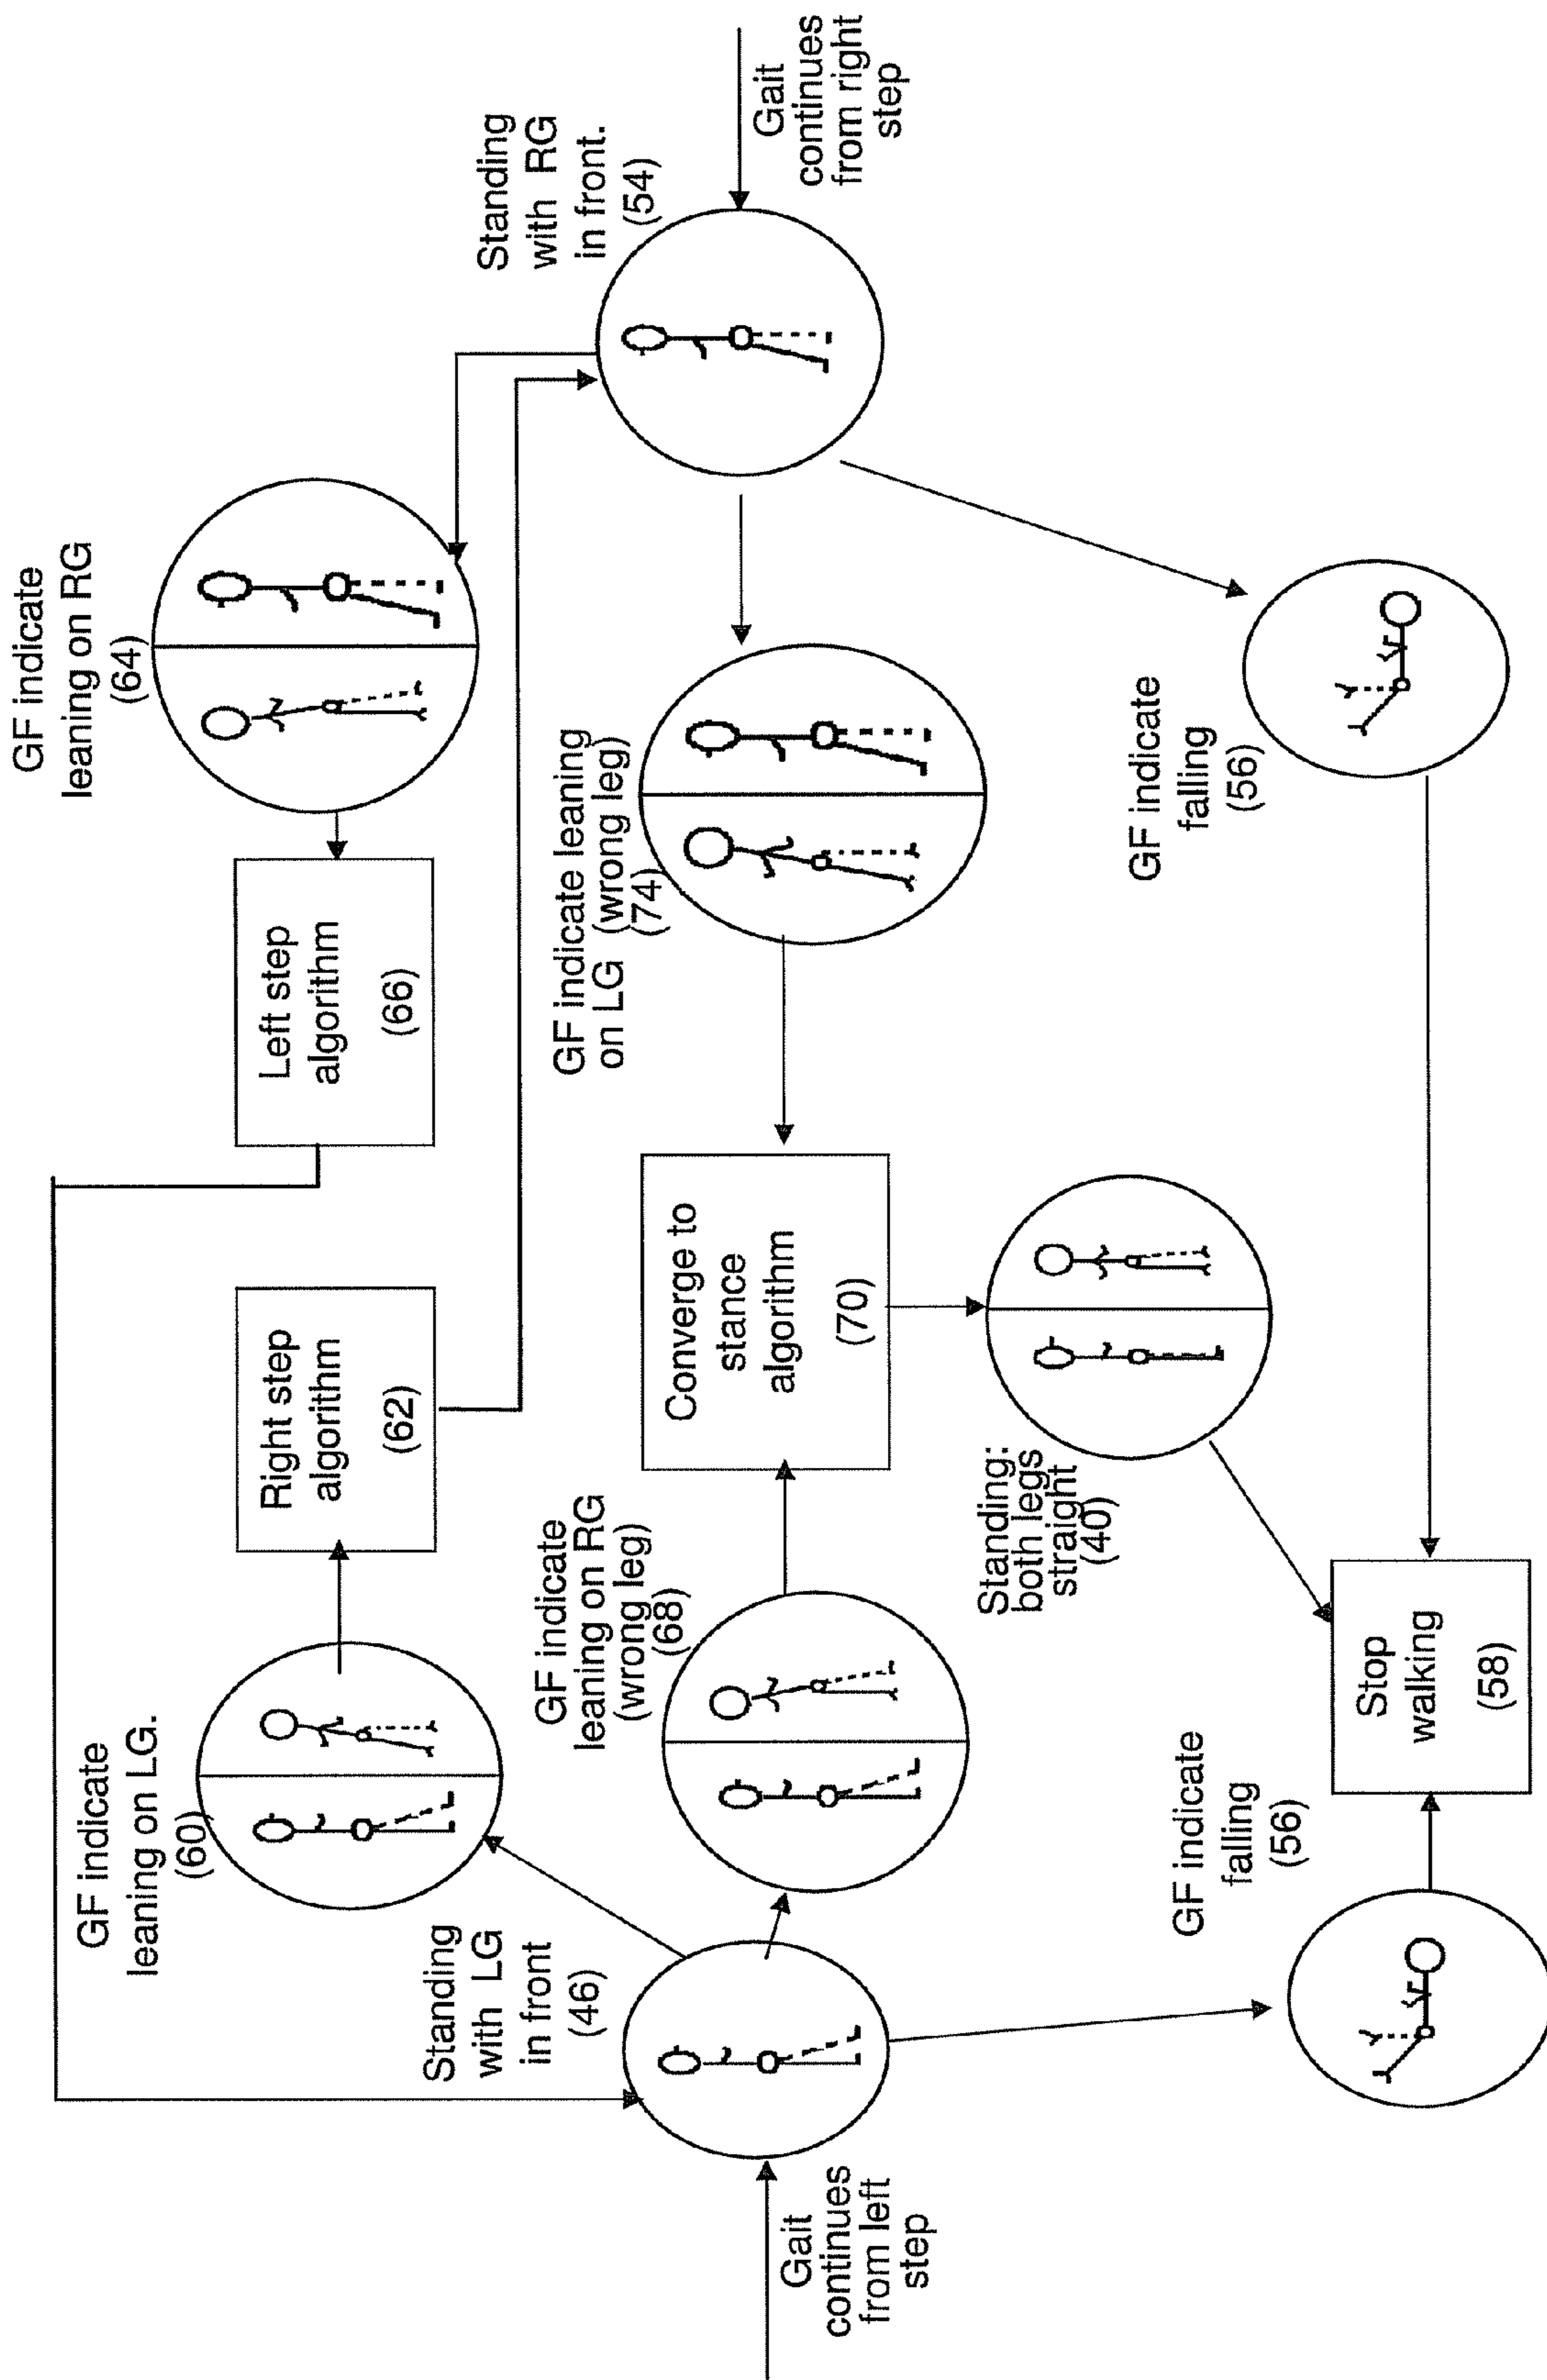 GF indicate
leaning on LG.
(60)
Right step
algorithm
(62)
Left step
algorithm
(66)
GF indicate
leaning on RG
(64)
Gait
continues
from left
step
Standing
with LG
in front
(46)
GF indicate
leaning on RG
(wrong leg)
(68)
Converge to
stance
algorithm
(70)
GF indicate leaning
on LG (wrong leg)
(74)
Standing
with RG
in front.
(54)
Gait
continues
from right
step
Standing:
both legs
straight
(40)
GF indicate
falling
(56)
Stop
walking
(58)
GF indicate
falling
(56)